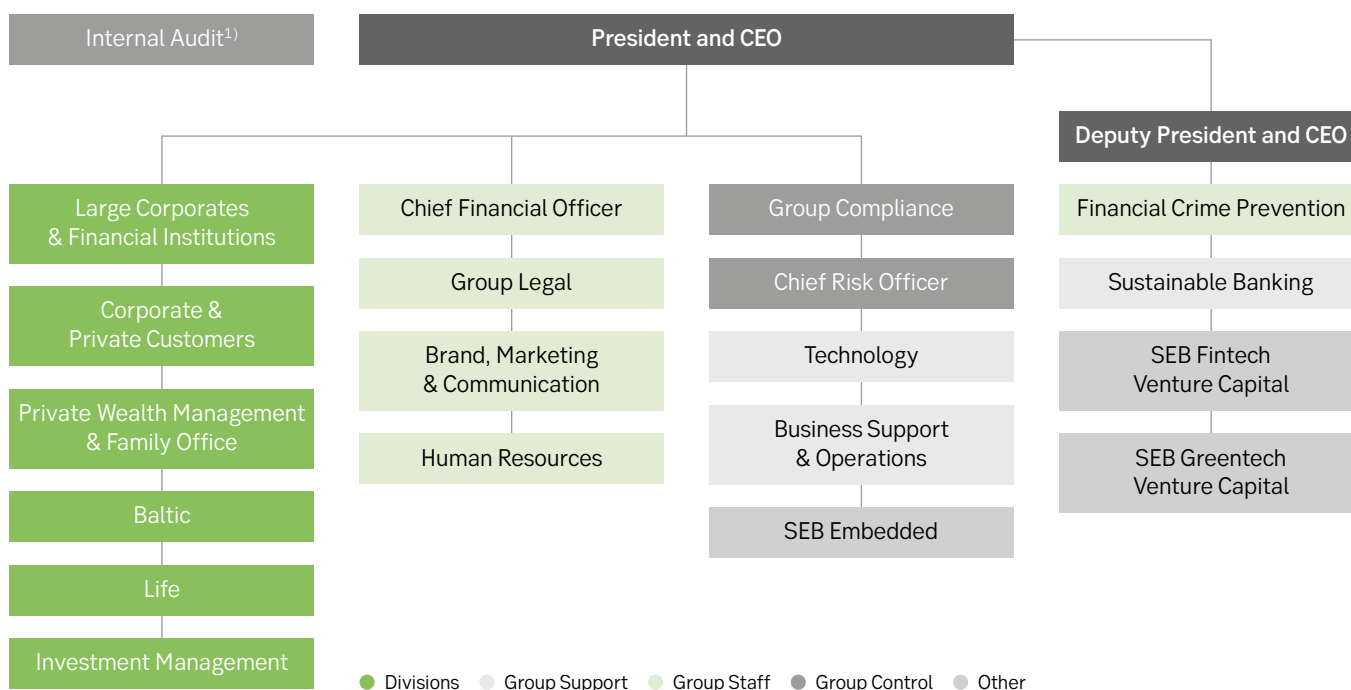 Internal Audit¹⁾
President and CEO
Deputy President and CEO
Large Corporates
& Financial Institutions
Corporate &
Private Customers
Private Wealth Management
& Family Office
Baltic
Life
Investment Management
Chief Financial Officer
Group Legal
Brand, Marketing
& Communication
Human Resources
Group Compliance
Chief Risk Officer
Technology
Business Support
& Operations
SEB Embedded
Financial Crime Prevention
Sustainable Banking
SEB Fintech
Venture Capital
SEB Greentech
Venture Capital
Divisions Group Support Group Staff Group Control Other